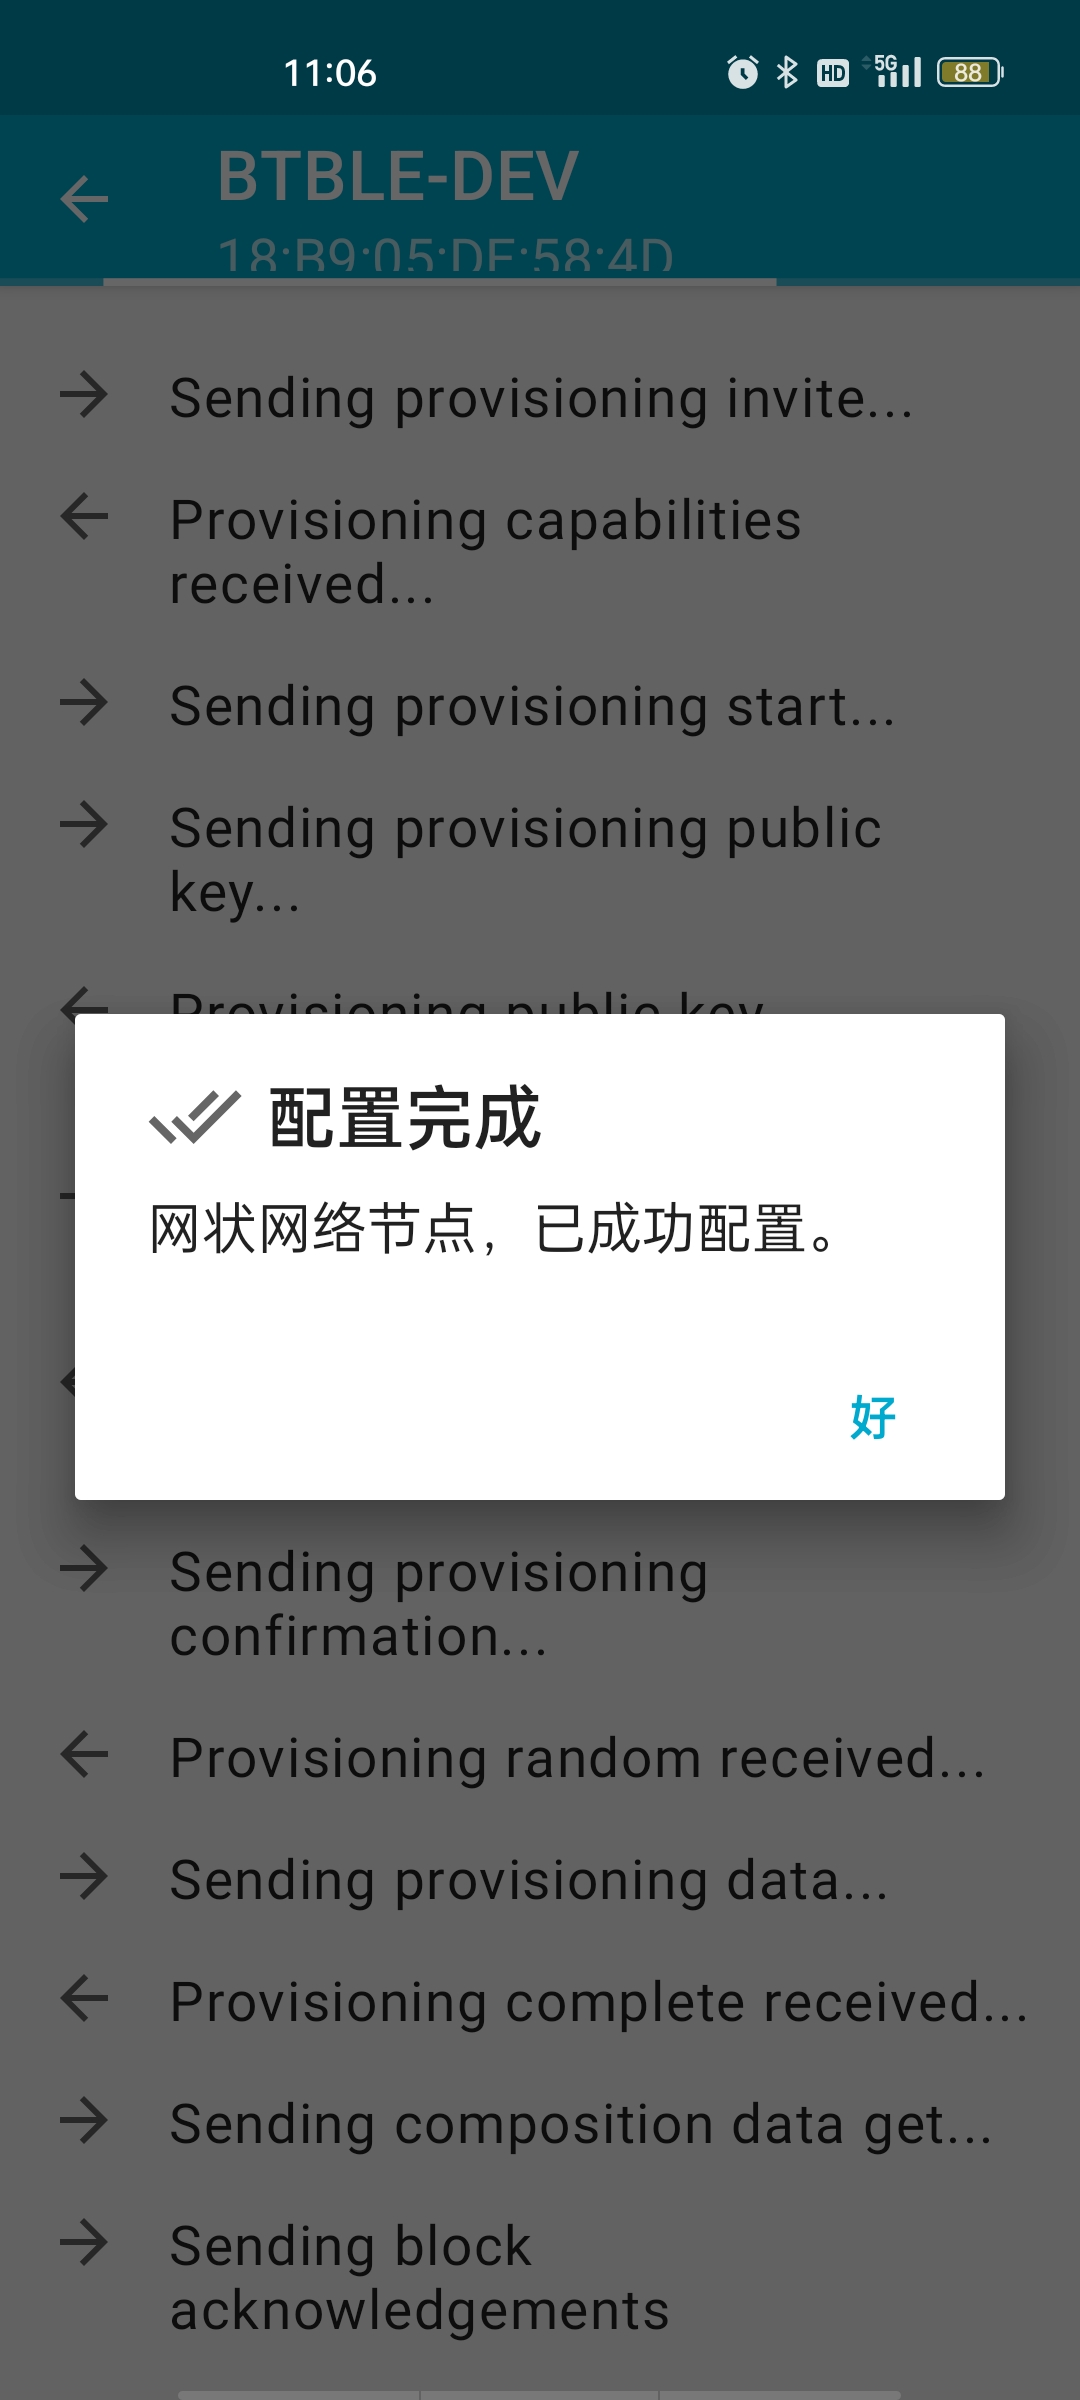 11:06
HD
5G
88
BTBLE-DEV
18:B9:05:DE:58:4D
Sending provisioning invite...
Provisioning capabilities
received...
Sending provisioning start...
Sending provisioning public
key...
Provisioning public key
配置完成
网状网络节点，已成功配置。
好
Sending provisioning
confirmation...
Provisioning random received...
Sending provisioning data...
Provisioning complete received...
Sending composition data get...
Sending block
acknowledgements